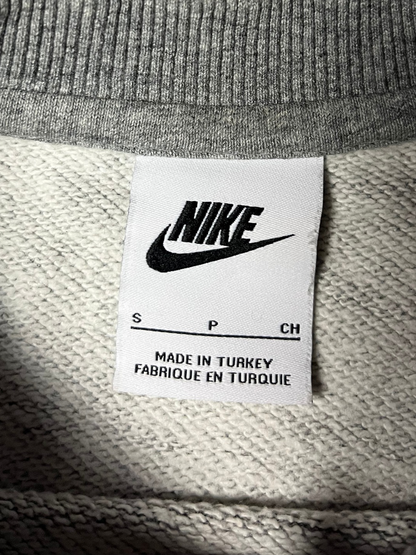 NIKE
S P CH
MADE IN TURKEY
FABRIQUE EN TURQUIE